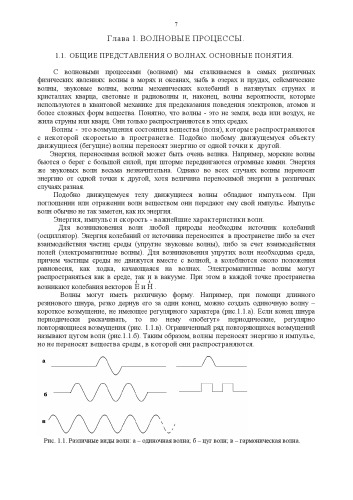 7
Глава 1. ВОЛНОВЫЕ ПРОЦЕССЫ.
1.1. ОБЩИЕ ПРЕДСТАВЛЕНИЯ О ВОЛНАХ. ОСНОВНЫЕ ПОНЯТИЯ.
С волновыми процессами (волнами) мы сталкиваемся в самых различных
физических явлениях: волны в морях и океанах, зыбь в озерах и прудах, сейсмические
волны, звуковые волны, волны механических колебаний в натянутых струнах и
кристаллах кварца, световые и радиоволны и, наконец, волны вероятности, которые
используются в квантовой механике для предсказания поведения электронов, атомов и
более сложных форм вещества. Понятно, что волны - это не земля, вода или воздух, не
жила струны или кварц. Они только распространяются в этих средах.
Волны - это возмущения состояния вещества (поля), которые распространяются
с некоторой скоростью в пространстве. Подобно любому движущемуся объекту
движущиеся (бегущие) волны переносят энергию от одной точки к другой.
Энергия, переносимая волной может быть очень велика. Например, морские волны
бьются о берег с большой силой, при шторме передвигаются огромные камни. Энергия
же звуковых волн весьма незначительна. Однако во всех случаях волны переносят
энергию от одной точки к другой, хотя величина переносимой энергии в различных
случаях разная.
Подобно движущемуся телу движущиеся волны обладают импульсом. При
поглощении или отражении волн веществом они передают ему свой импульс. Импульс
волн обычно не так заметен, как их энергия.
Энергия, импульс и скорость - важнейшие характеристики волн.
Для возникновения волн любой природы необходим источник колебаний
(осциллятор). Энергия колебаний от источника переносится в пространстве либо за счет
взаимодействия частиц среды (упругие звуковые волны), либо за счет взаимодействия
полей (электромагнитные волны). Для возникновения упругих волн необходима среда,
причем частицы среды не движутся вместе с волной, а колеблются около положения
равновесия, как лодка, качающаяся на волнах. Электромагнитные волны могут
распространяться как в среде, так и в вакууме. При этом в каждой точке пространства
возникают колебания векторов E и H.
Волны могут иметь различную форму. Например, при помощи длинного
резинового шнура, резко дернув его за один конец, можно создать одиночную волну –
короткое возмущение, не имеющее регулярного характера (рис.1.1.а). Если конец шнура
периодически раскачивать, то по нему «побегут» периодические, регулярно
повторяющиеся возмущения (рис. 1.1.в). Ограниченный ряд повторяющихся возмущений
называют цугом волн (рис.1.1.б). Таким образом, волны переносят энергию и импульс,
но не переносят вещества среды, в которой они распространяются.
а
б
в
Рис. 1.1. Различные виды волн: а – одиночная волна; б – цуг волн; в – гармоническая волна.